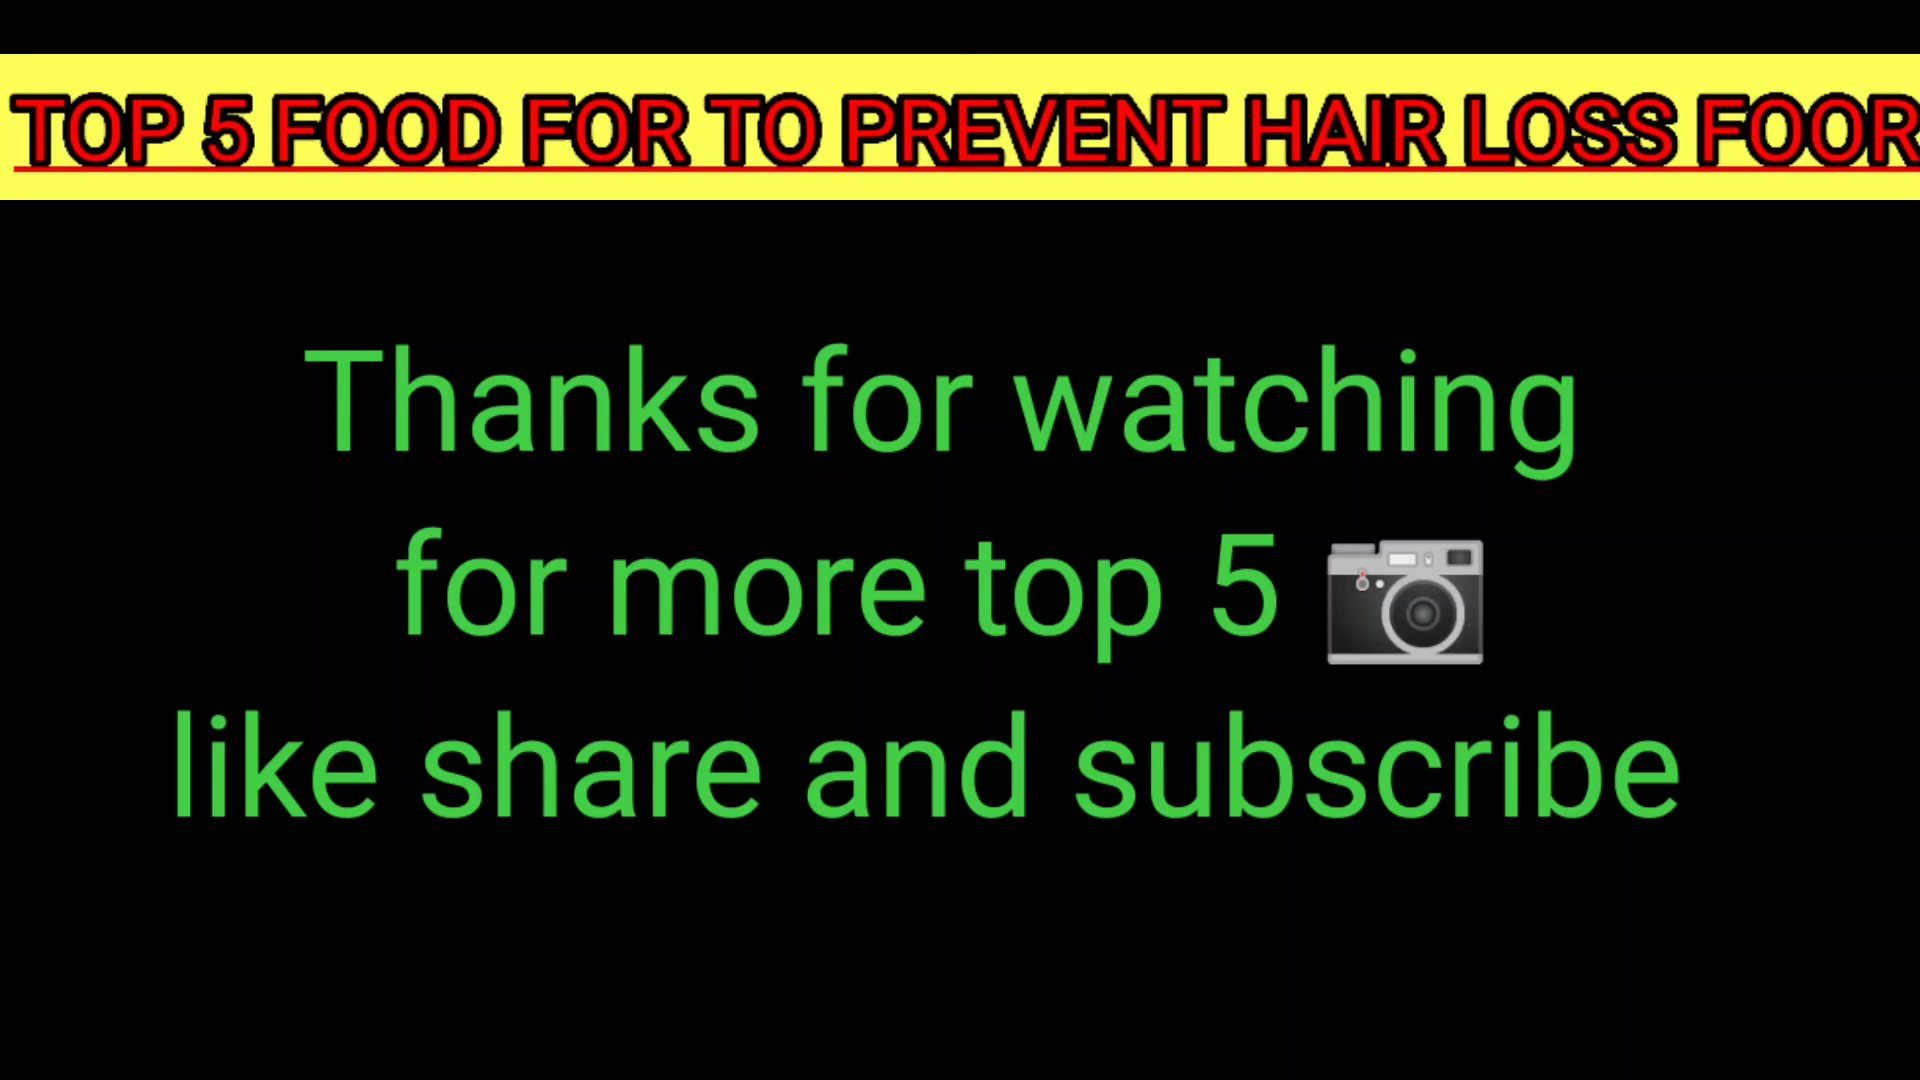 TOP 5 FOOD FOR TO PREVENT HAIR LOSS FOOR
Thanks for watching
for more top 5
like share and subscribe